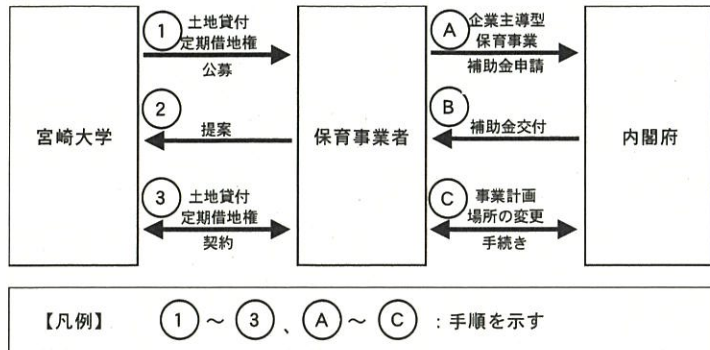 宮崎大学
① 土地貸付
定期借地権
公募
② 提案
③ 土地貸付
定期借地権
契約
保育事業者
Ⓐ 企業主導型
保育事業
補助金申請
Ⓑ 補助金交付
Ⓒ 事業計画
場所の変更
手続き
内閣府
【凡例】 ①～③、Ⓐ～Ⓒ：手順を示す